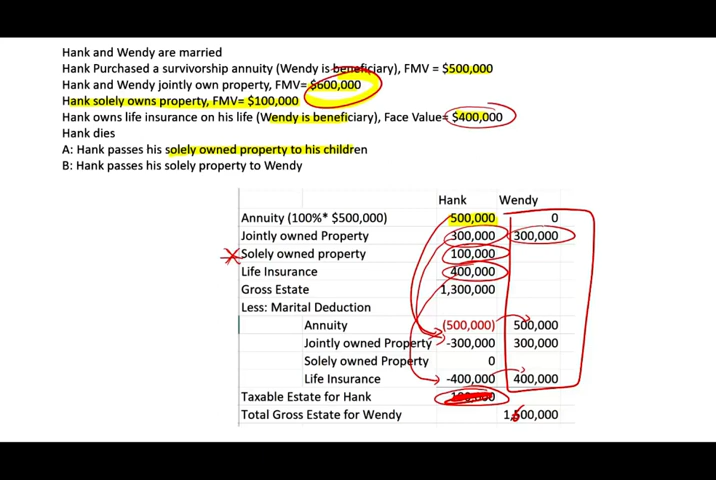 Hank and Wendy are married
Hank Purchased a survivorship annuity (Wendy is beneficiary), FMV = $500,000
Hank and Wendy jointly own property, FMV= $600,000
Hank solely owns property, FMV= $100,000
Hank owns life insurance on his life (Wendy is beneficiary), Face Value= $400,000
Hank dies
A: Hank passes his solely owned property to his children
B: Hank passes his solely property to Wendy
Hank Wendy
Annuity (100%* $500,000) 500,000 0
Jointly owned Property 300,000 300,000
Solely owned property 100,000
Life Insurance 400,000
Gross Estate 1,300,000
Less: Marital Deduction
Annuity (500,000) 500,000
Jointly owned Property -300,000 300,000
Solely owned Property 0
Life Insurance -400,000 400,000
Taxable Estate for Hank
Total Gross Estate for Wendy